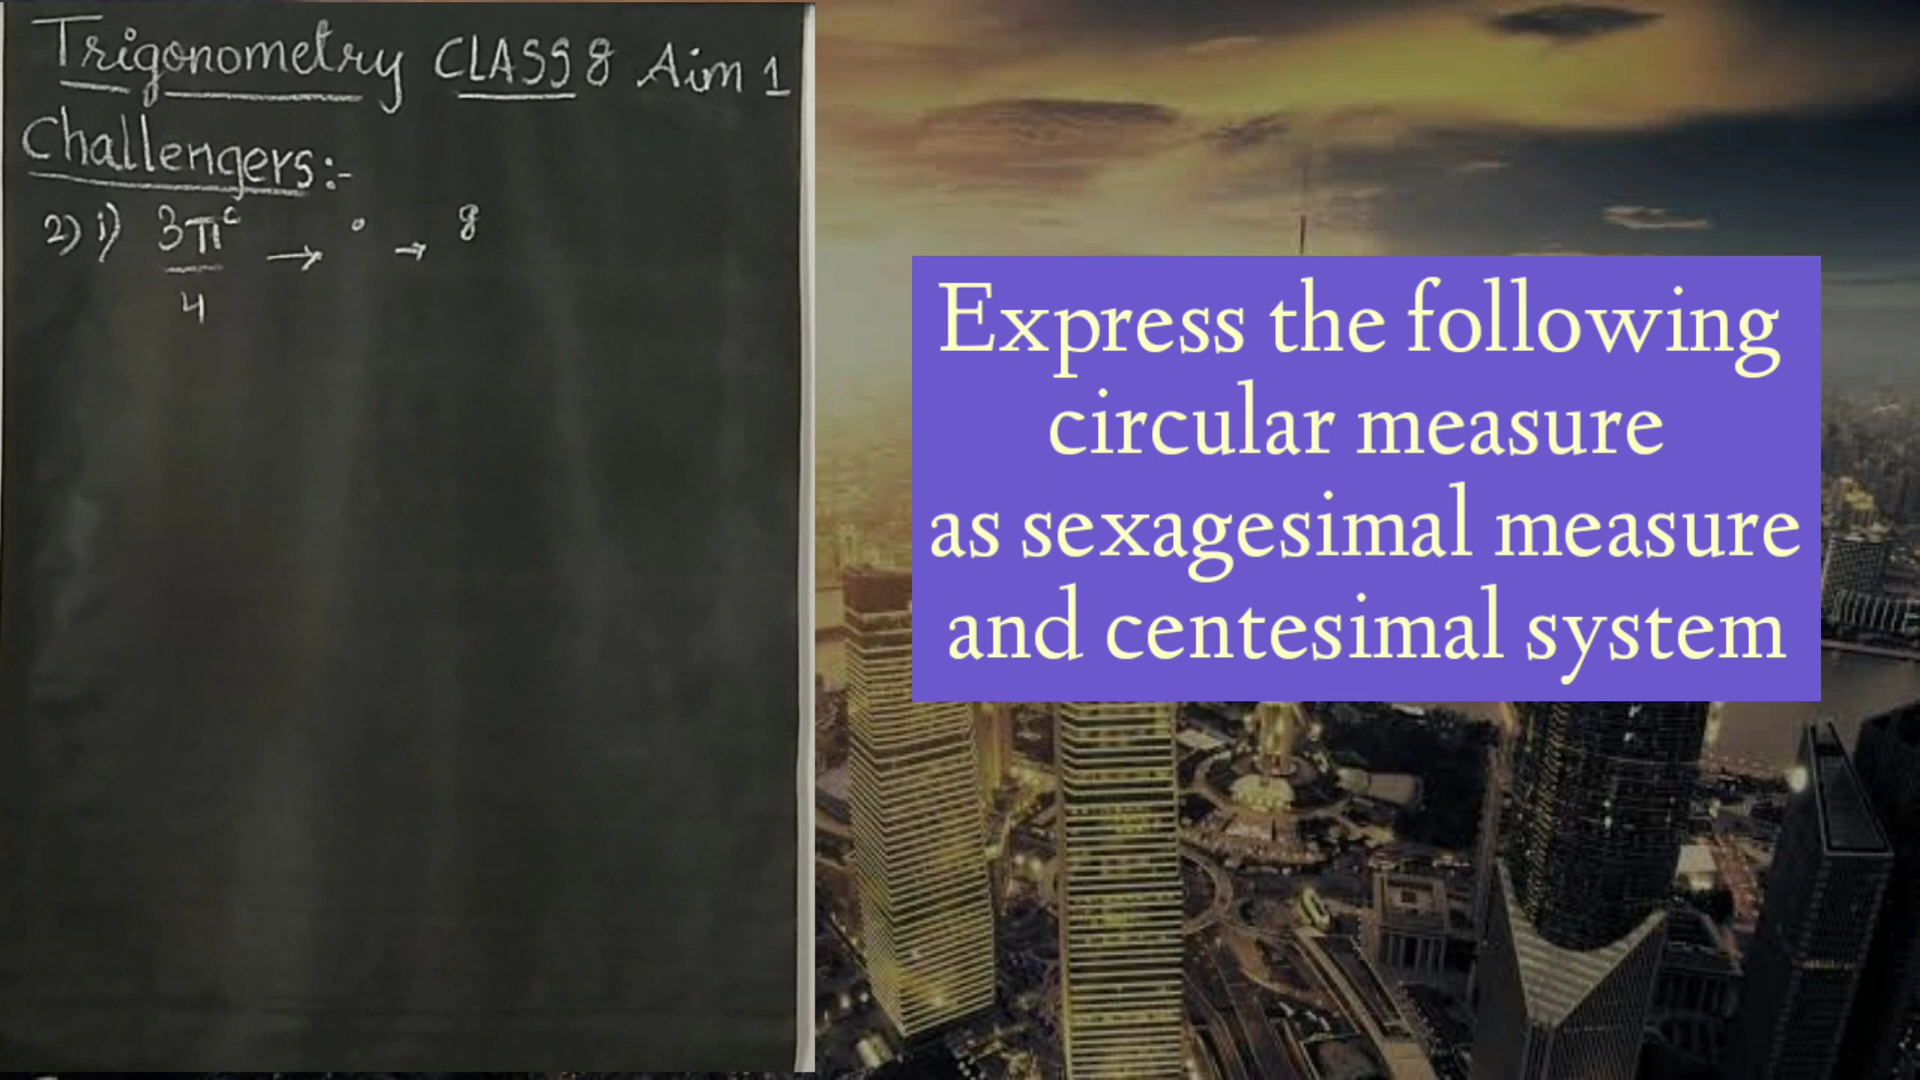 Trigonometry CLASS 8 Aim 1
Challengers:-
2) i) 3π^c/4 → ° → g
Express the following
circular measure
as sexagesimal measure
and centesimal system